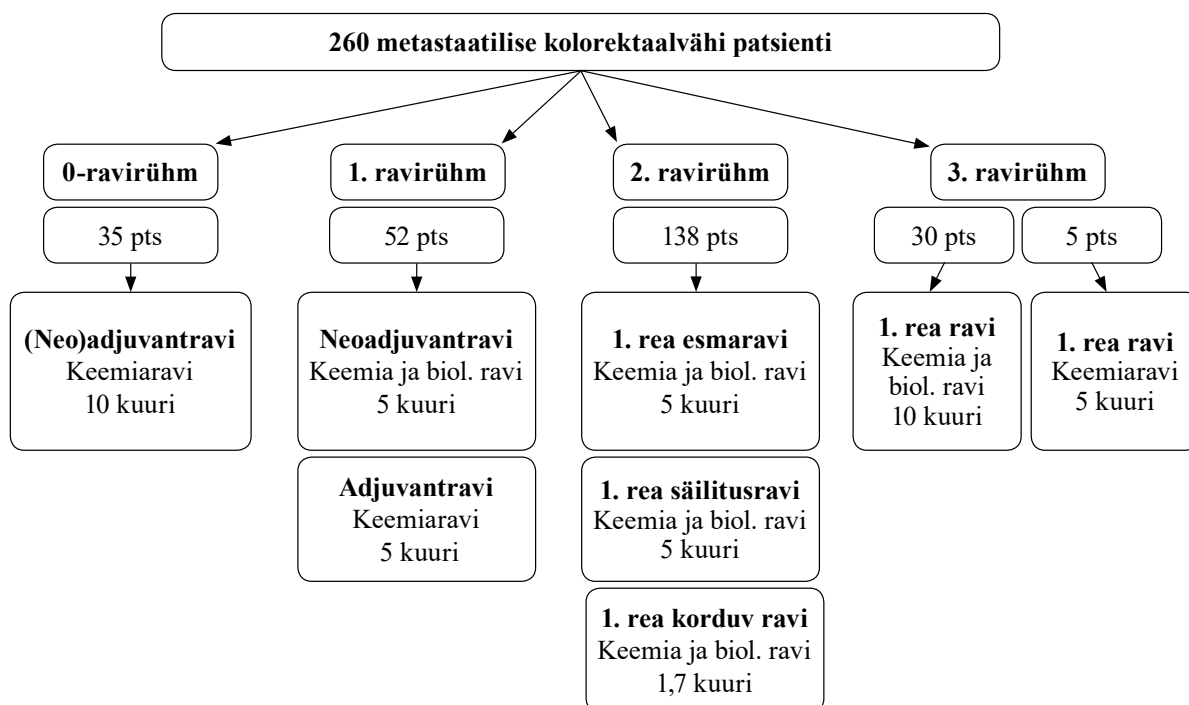 260 metastaatilise kolorektaalvähi patsienti
0-ravirühm
1. ravirühm
2. ravirühm
3. ravirühm
35 pts
52 pts
138 pts
30 pts
5 pts
(Neo)adjuvantravi
Keemiaravi
10 kuuri
Neoadjuvantravi
Keemia ja biol. ravi
5 kuuri
1. rea esmaravi
Keemia ja biol. ravi
5 kuuri
1. rea ravi
Keemia ja
biol. ravi
10 kuuri
1. rea ravi
Keemiaravi
5 kuuri
Adjuvantravi
Keemiaravi
5 kuuri
1. rea säilitusravi
Keemia ja biol. ravi
5 kuuri
1. rea korduv ravi
Keemia ja biol. ravi
1,7 kuuri